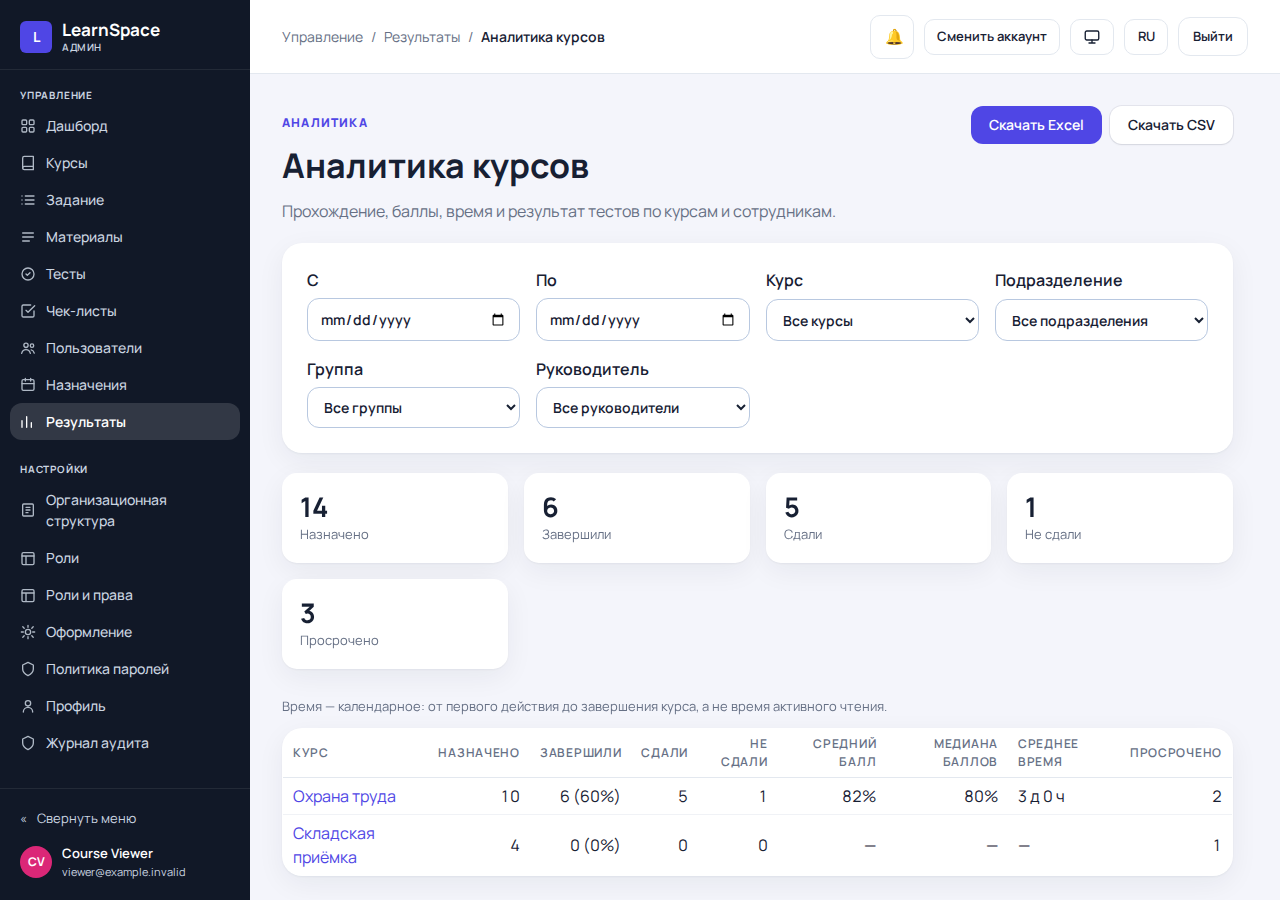 L
LearnSpace
АДМИН
УПРАВЛЕНИЕ
Дашборд
Курсы
Задание
Материалы
Тесты
Чек-листы
Пользователи
Назначения
Результаты
НАСТРОЙКИ
Организационная
структура
Роли
Роли и права
Оформление
Политика паролей
Профиль
Журнал аудита
« Свернуть меню
CV
Course Viewer
viewer@example.invalid
Управление / Результаты / Аналитика курсов
Сменить аккаунт
RU
Выйти
АНАЛИТИКА
Скачать Excel
Скачать CSV
Аналитика курсов
Прохождение, баллы, время и результат тестов по курсам и сотрудникам.
С По Курс Подразделение
mm/dd/yyyy mm/dd/yyyy Все курсы Все подразделения
Группа Руководитель
Все группы Все руководители
14 6 5 1
Назначено Завершили Сдали Не сдали
3
Просрочено
Время — календарное: от первого действия до завершения курса, а не время активного чтения.
КУРС НАЗНАЧЕНО ЗАВЕРШИЛИ СДАЛИ НЕ СДАЛИ СРЕДНИЙ БАЛЛ МЕДИАНА БАЛЛОВ СРЕДНЕЕ ВРЕМЯ ПРОСРОЧЕНО
Охрана труда 10 6 (60%) 5 1 82% 80% 3 д 0 ч 2
Складская приёмка 4 0 (0%) 0 0 — — — 1